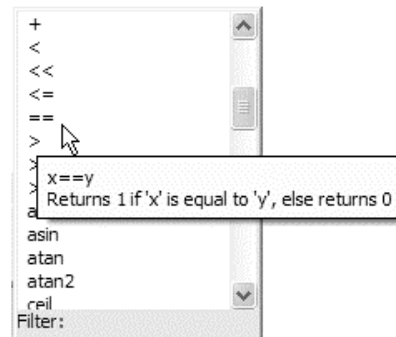 +
<
<<
<=
==
>
>
>
x==y
Returns 1 if 'x' is equal to 'y', else returns 0
a
asin
atan
atan2
ceil
Filter: